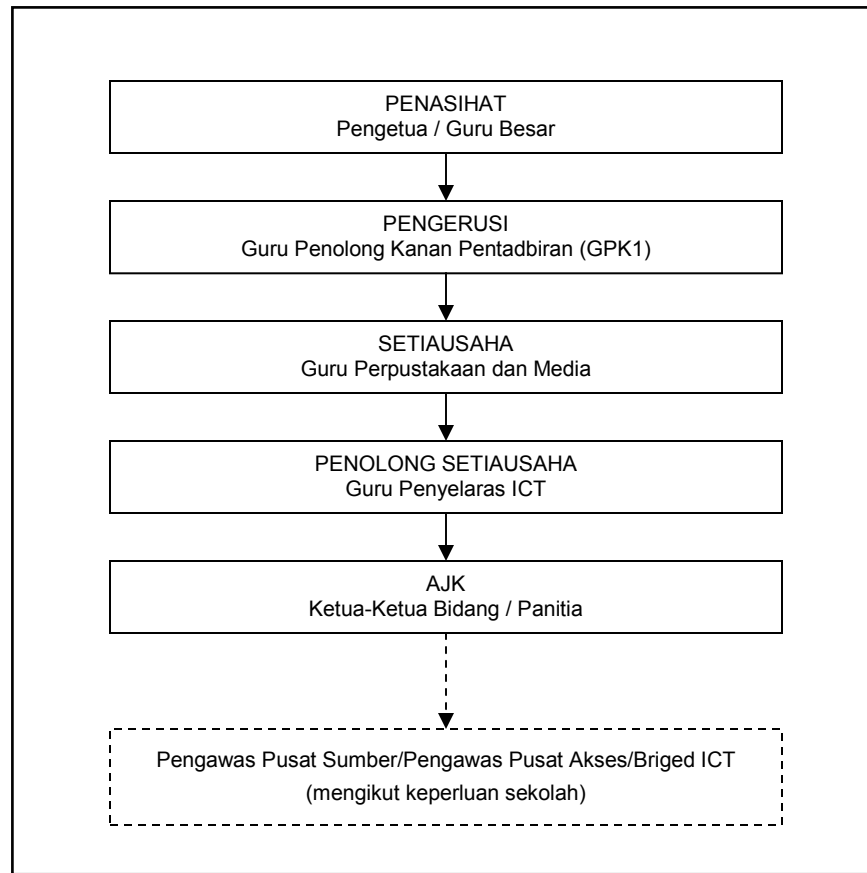 PENASIHAT
Pengetua / Guru Besar
PENGERUSI
Guru Penolong Kanan Pentadbiran (GPK1)
SETIAUSAHA
Guru Perpustakaan dan Media
PENOLONG SETIAUSAHA
Guru Penyelaras ICT
AJK
Ketua-Ketua Bidang / Panitia
Pengawas Pusat Sumber/Pengawas Pusat Akses/Briged ICT
(mengikut keperluan sekolah)